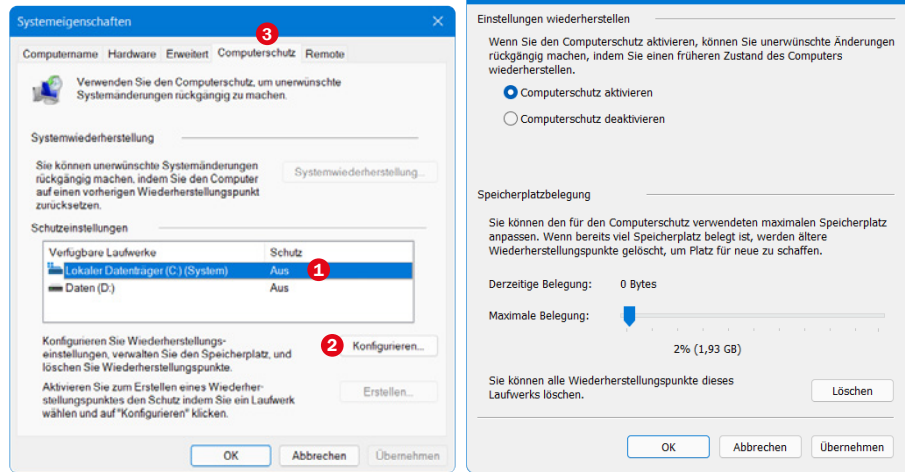 Systemeigenschaften
3
Computername Hardware Erweitert Computerschutz Remote
Verwenden Sie den Computerschutz, um unerwünschte
Systemänderungen rückgängig zu machen.
Systemwiederherstellung
Sie können unerwünschte Systemänderungen
rückgängig machen, indem Sie den Computer
auf einen vorherigen Wiederherstellungspunkt
zurücksetzen.
Systemwiederherstellung...
Schutzeinstellungen
Verfügbare Laufwerke Schutz
Lokaler Datenträger (C:) (System) Aus 1
Daten (D:) Aus
Konfigurieren Sie Wiederherstellungs-
einstellungen, verwalten Sie den Speicherplatz, und
löschen Sie Wiederherstellungspunkte.
2 Konfigurieren...
Aktivieren Sie zum Erstellen eines Wiederher-
stellungspunktes den Schutz indem Sie ein Laufwerk
wählen und auf "Konfigurieren" klicken.
Erstellen...
OK Abbrechen Übernehmen
Einstellungen wiederherstellen
Wenn Sie den Computerschutz aktivieren, können Sie unerwünschte Änderungen
rückgängig machen, indem Sie einen früheren Zustand des Computers
wiederherstellen.
Computerschutz aktivieren
Computerschutz deaktivieren
Speicherplatzbelegung
Sie können den für den Computerschutz verwendeten maximalen Speicherplatz
anpassen. Wenn bereits viel Speicherplatz belegt ist, werden ältere
Wiederherstellungspunkte gelöscht, um Platz für neue zu schaffen.
Derzeitige Belegung: 0 Bytes
Maximale Belegung:
2% (1,93 GB)
Sie können alle Wiederherstellungspunkte dieses
Laufwerks löschen.
Löschen
OK Abbrechen Übernehmen